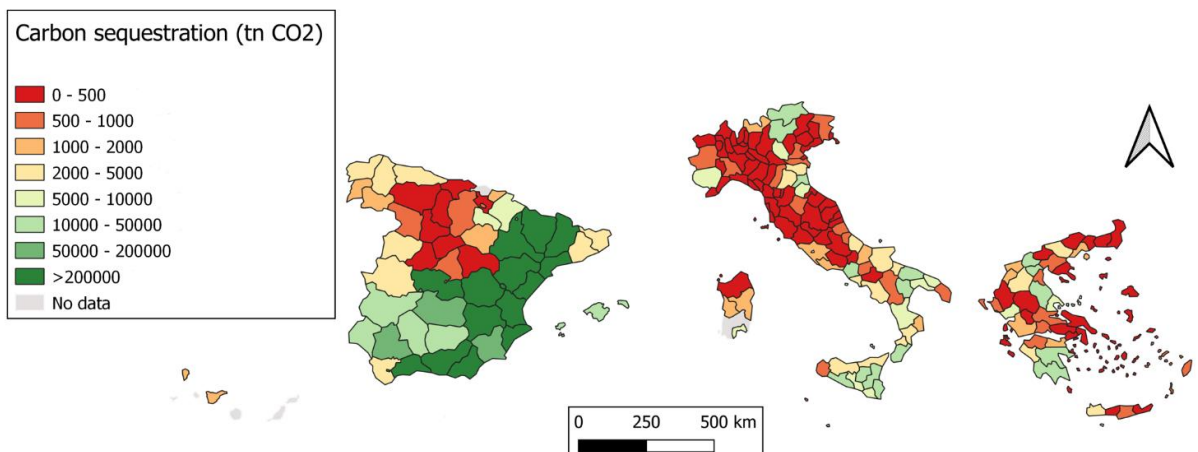 Carbon sequestration (tn CO2)
0 - 500
500 - 1000
1000 - 2000
2000 - 5000
5000 - 10000
10000 - 50000
50000 - 200000
>200000
No data
0 250 500 km